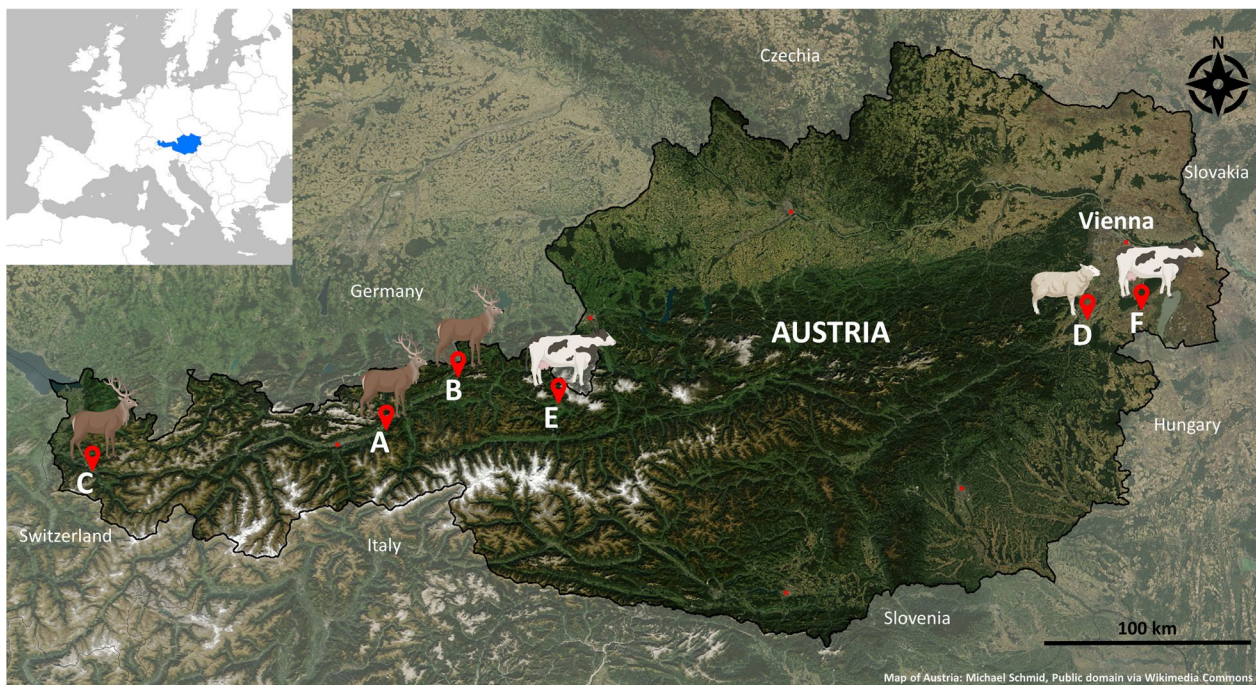 N
Czechia
Slovakia
Vienna
Germany
AUSTRIA
D
F
B
E
A
C
Hungary
Switzerland
Italy
Slovenia
100 km
Map of Austria: Michael Schmid, Public domain via Wikimedia Commons